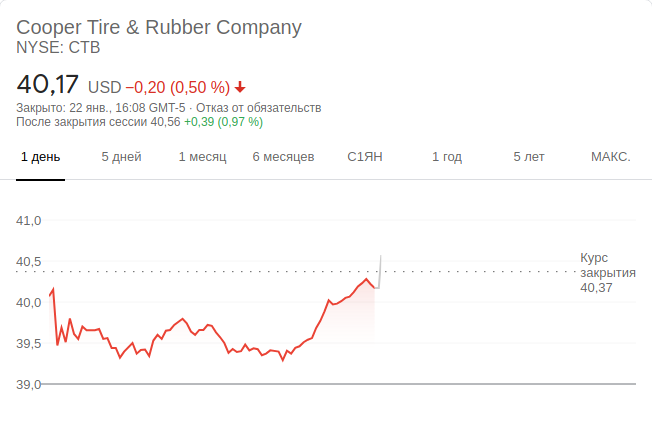 Cooper Tire & Rubber Company
NYSE: CTB
40,17 USD −0,20 (0,50 %)
Закрыто: 22 янв., 16:08 GMT-5 · Отказ от обязательств
После закрытия сессии 40,56 +0,39 (0,97 %)
1 день 5 дней 1 месяц 6 месяцев С1ЯН 1 год 5 лет МАКС.
41,0
40,5
40,0
39,5
39,0
Курс
закрытия
40,37